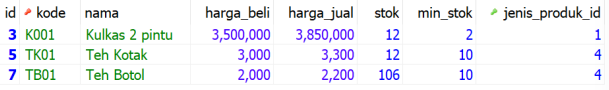 id kode nama harga_beli harga_jual stok min_stok jenis_produk_id
3 K001 Kulkas 2 pintu 3,500,000 3,850,000 12 2 1
5 TK01 Teh Kotak 3,000 3,300 12 10 4
7 TB01 Teh Botol 2,000 2,200 106 10 4